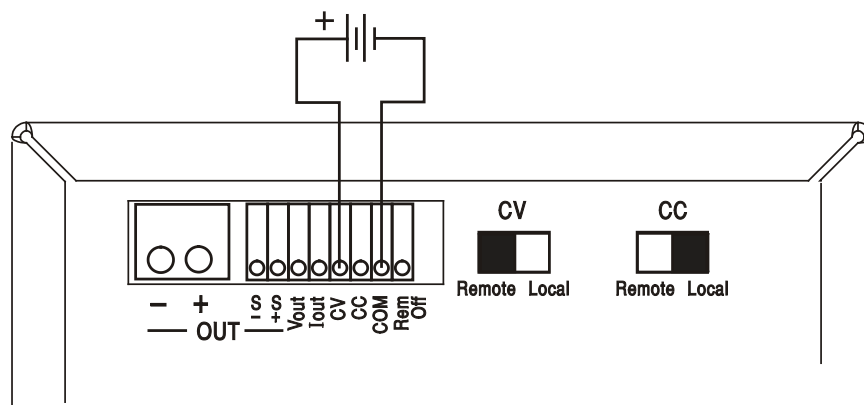 +
CV CC
Remote Local Remote Local
- +
OUT
S -
S +
Vout
Iout
CV
CC
COM
Rem Off